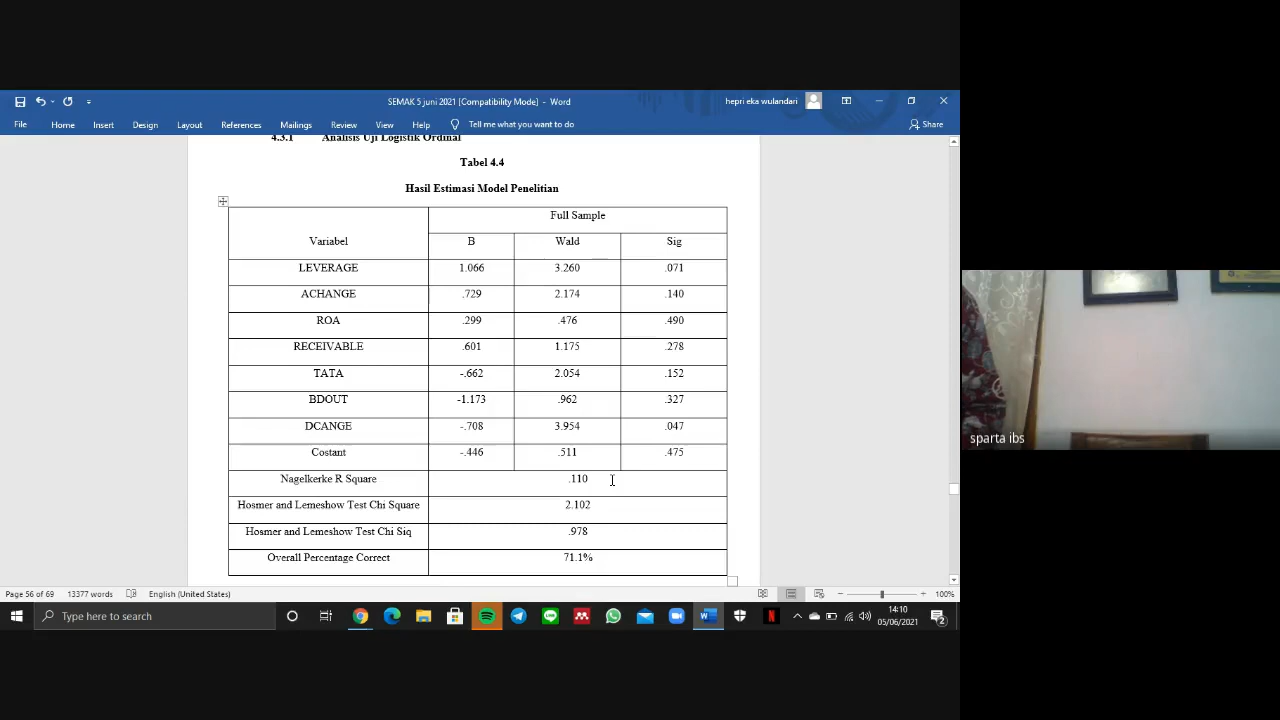 SEMAK 5 juni 2021 [Compatibility Mode] - Word
hepri eka wulandari
File Home Insert Design Layout References Mailings Review View Help Tell me what you want to do Share
4.3.1 Analisis Uji Logistik Ordinal
Tabel 4.4
Hasil Estimasi Model Penelitian
Variabel Full Sample
B Wald Sig
LEVERAGE 1.066 3.260 .071
ACHANGE .729 2.174 .140
ROA .299 .476 .490
RECEIVABLE .601 1.175 .278
TATA -.662 2.054 .152
BDOUT -1.173 .962 .327
DCANGE -.708 3.954 .047
Costant -.446 .511 .475
Nagelkerke R Square .110
Hosmer and Lemeshow Test Chi Square 2.102
Hosmer and Lemeshow Test Chi Siq .978
Overall Percentage Correct 71.1%
Page 56 of 69 13377 words English (United States) 100%
Type here to search
14:10
05/06/2021
2
sparta ibs